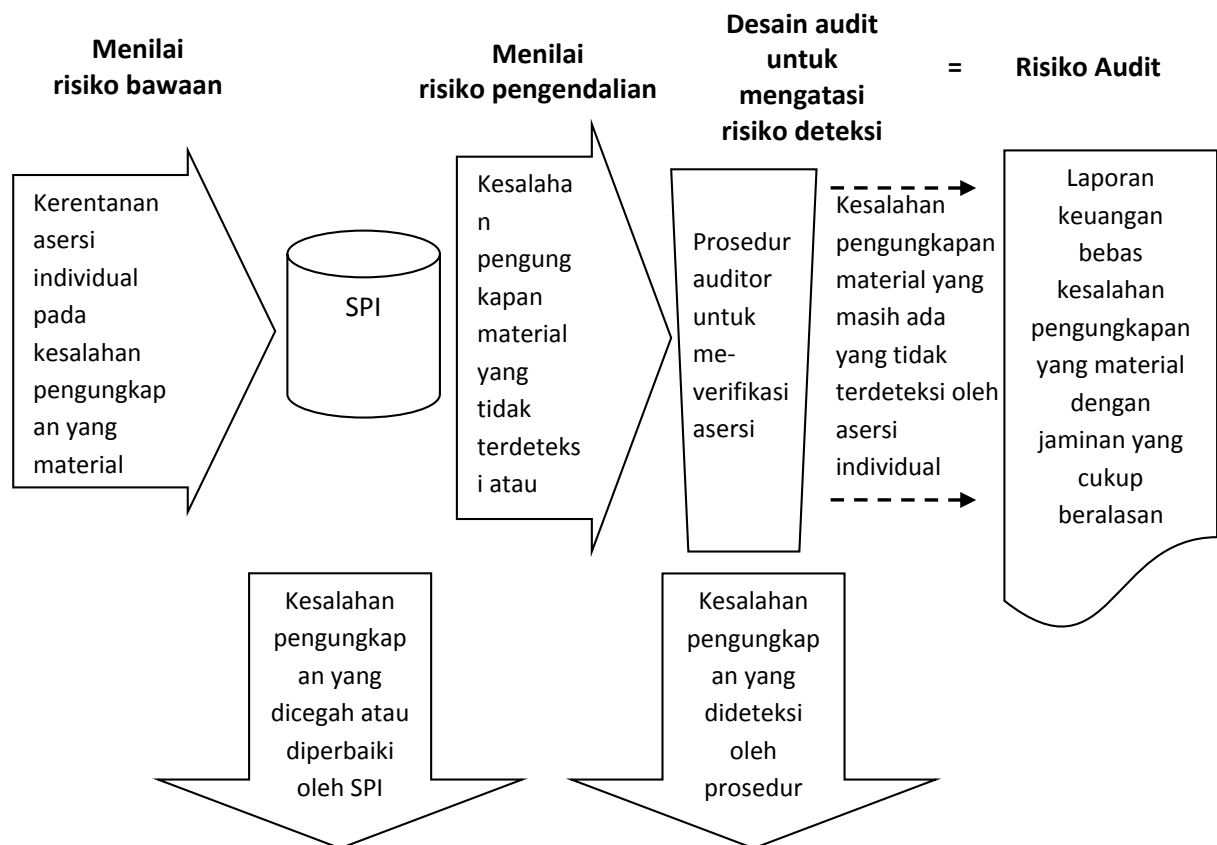 Menilai
risiko bawaan
Menilai
risiko pengendalian
Desain audit
untuk
mengatasi
risiko deteksi
=
Risiko Audit
Kerentanan
asersi
individual
pada
kesalahan
pengungkap
an yang
material
SPI
Kesalaha
n
pengung
kapan
material
yang
tidak
terdeteks
i atau
Prosedur
auditor
untuk
me-
verifikasi
asersi
Kesalahan
pengungkapan
material yang
masih ada
yang tidak
terdeteksi oleh
asersi
individual
Laporan
keuangan
bebas
kesalahan
pengungkapan
yang material
dengan
jaminan yang
cukup
beralasan
Kesalahan
pengungkap
an yang
dicegah atau
diperbaiki
oleh SPI
Kesalahan
pengungkap
an yang
dideteksi
oleh
prosedur